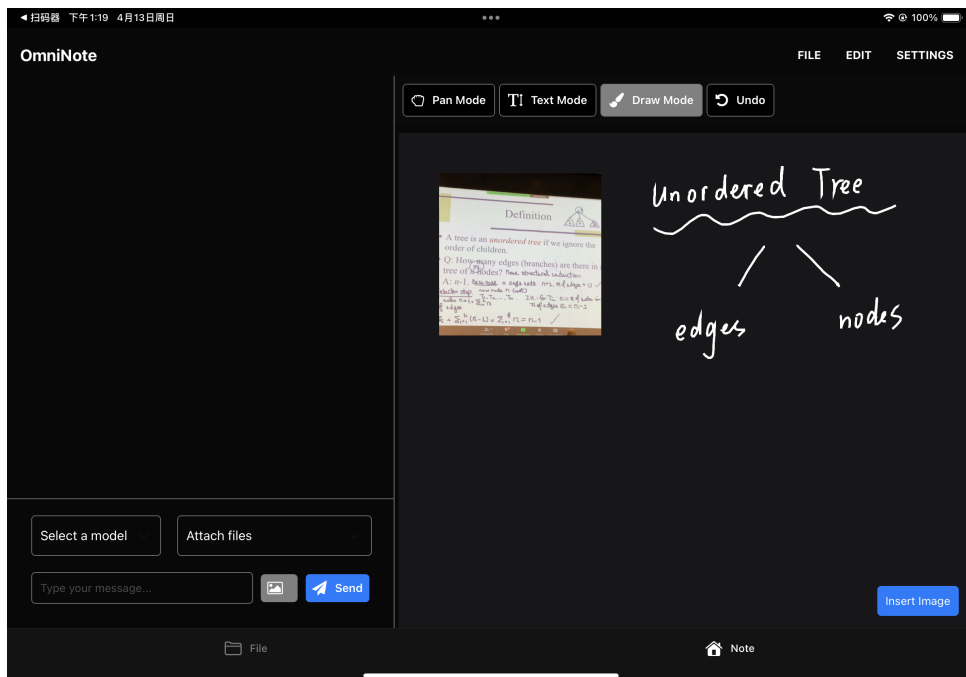 扫码器 下午1:19 4月13日周日
100%
OmniNote
FILE EDIT SETTINGS
Pan Mode Text Mode Draw Mode Undo
Definition
A tree is an unordered tree if we ignore the
order of children.
Q: How many edges (branches) are there in
tree of nodes? structural induction
A: n-1.
Unordered Tree
edges nodes
Select a model Attach files
Type your message...
Send
Insert Image
File Note